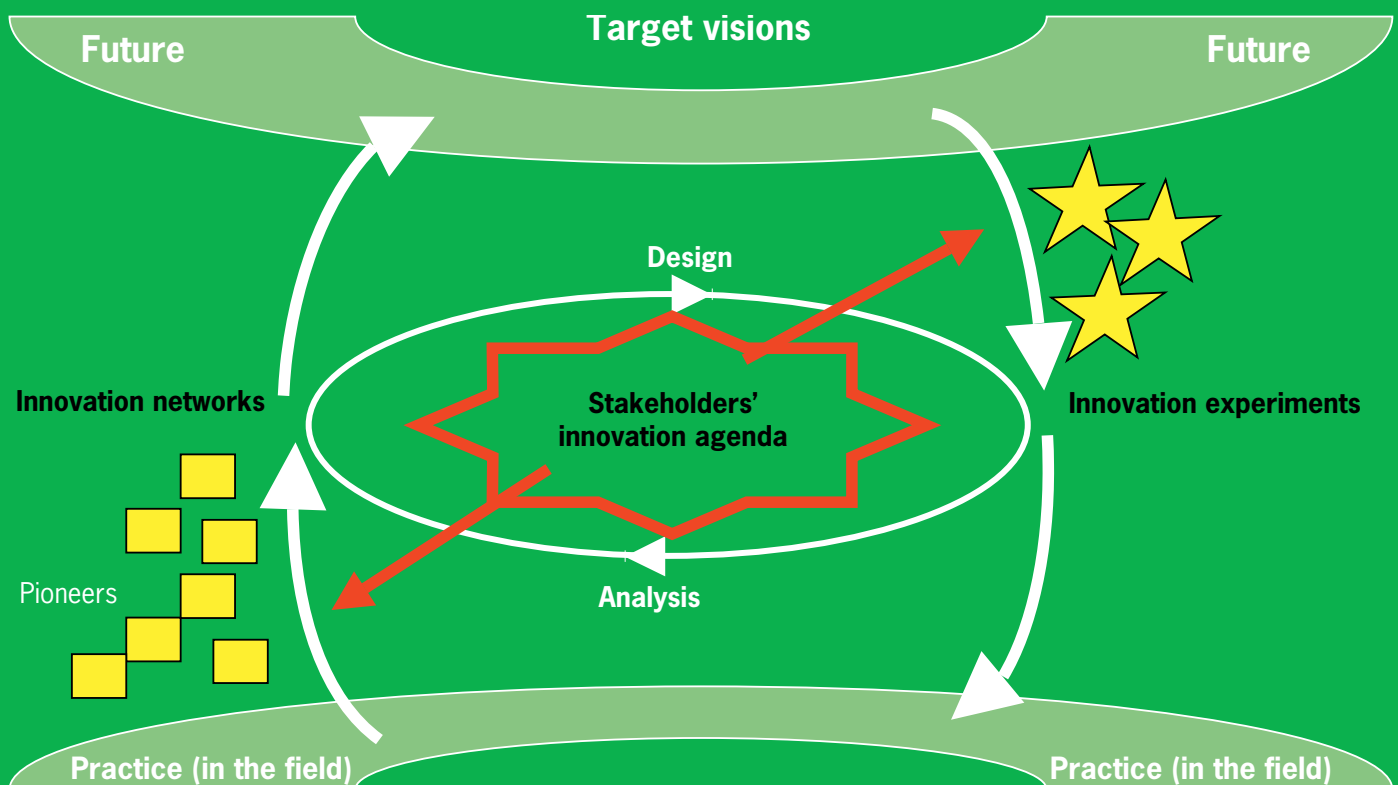 Target visions
Future
Future
Design
Innovation networks
Stakeholders’
innovation agenda
Innovation experiments
Pioneers
Analysis
Practice (in the field)
Practice (in the field)